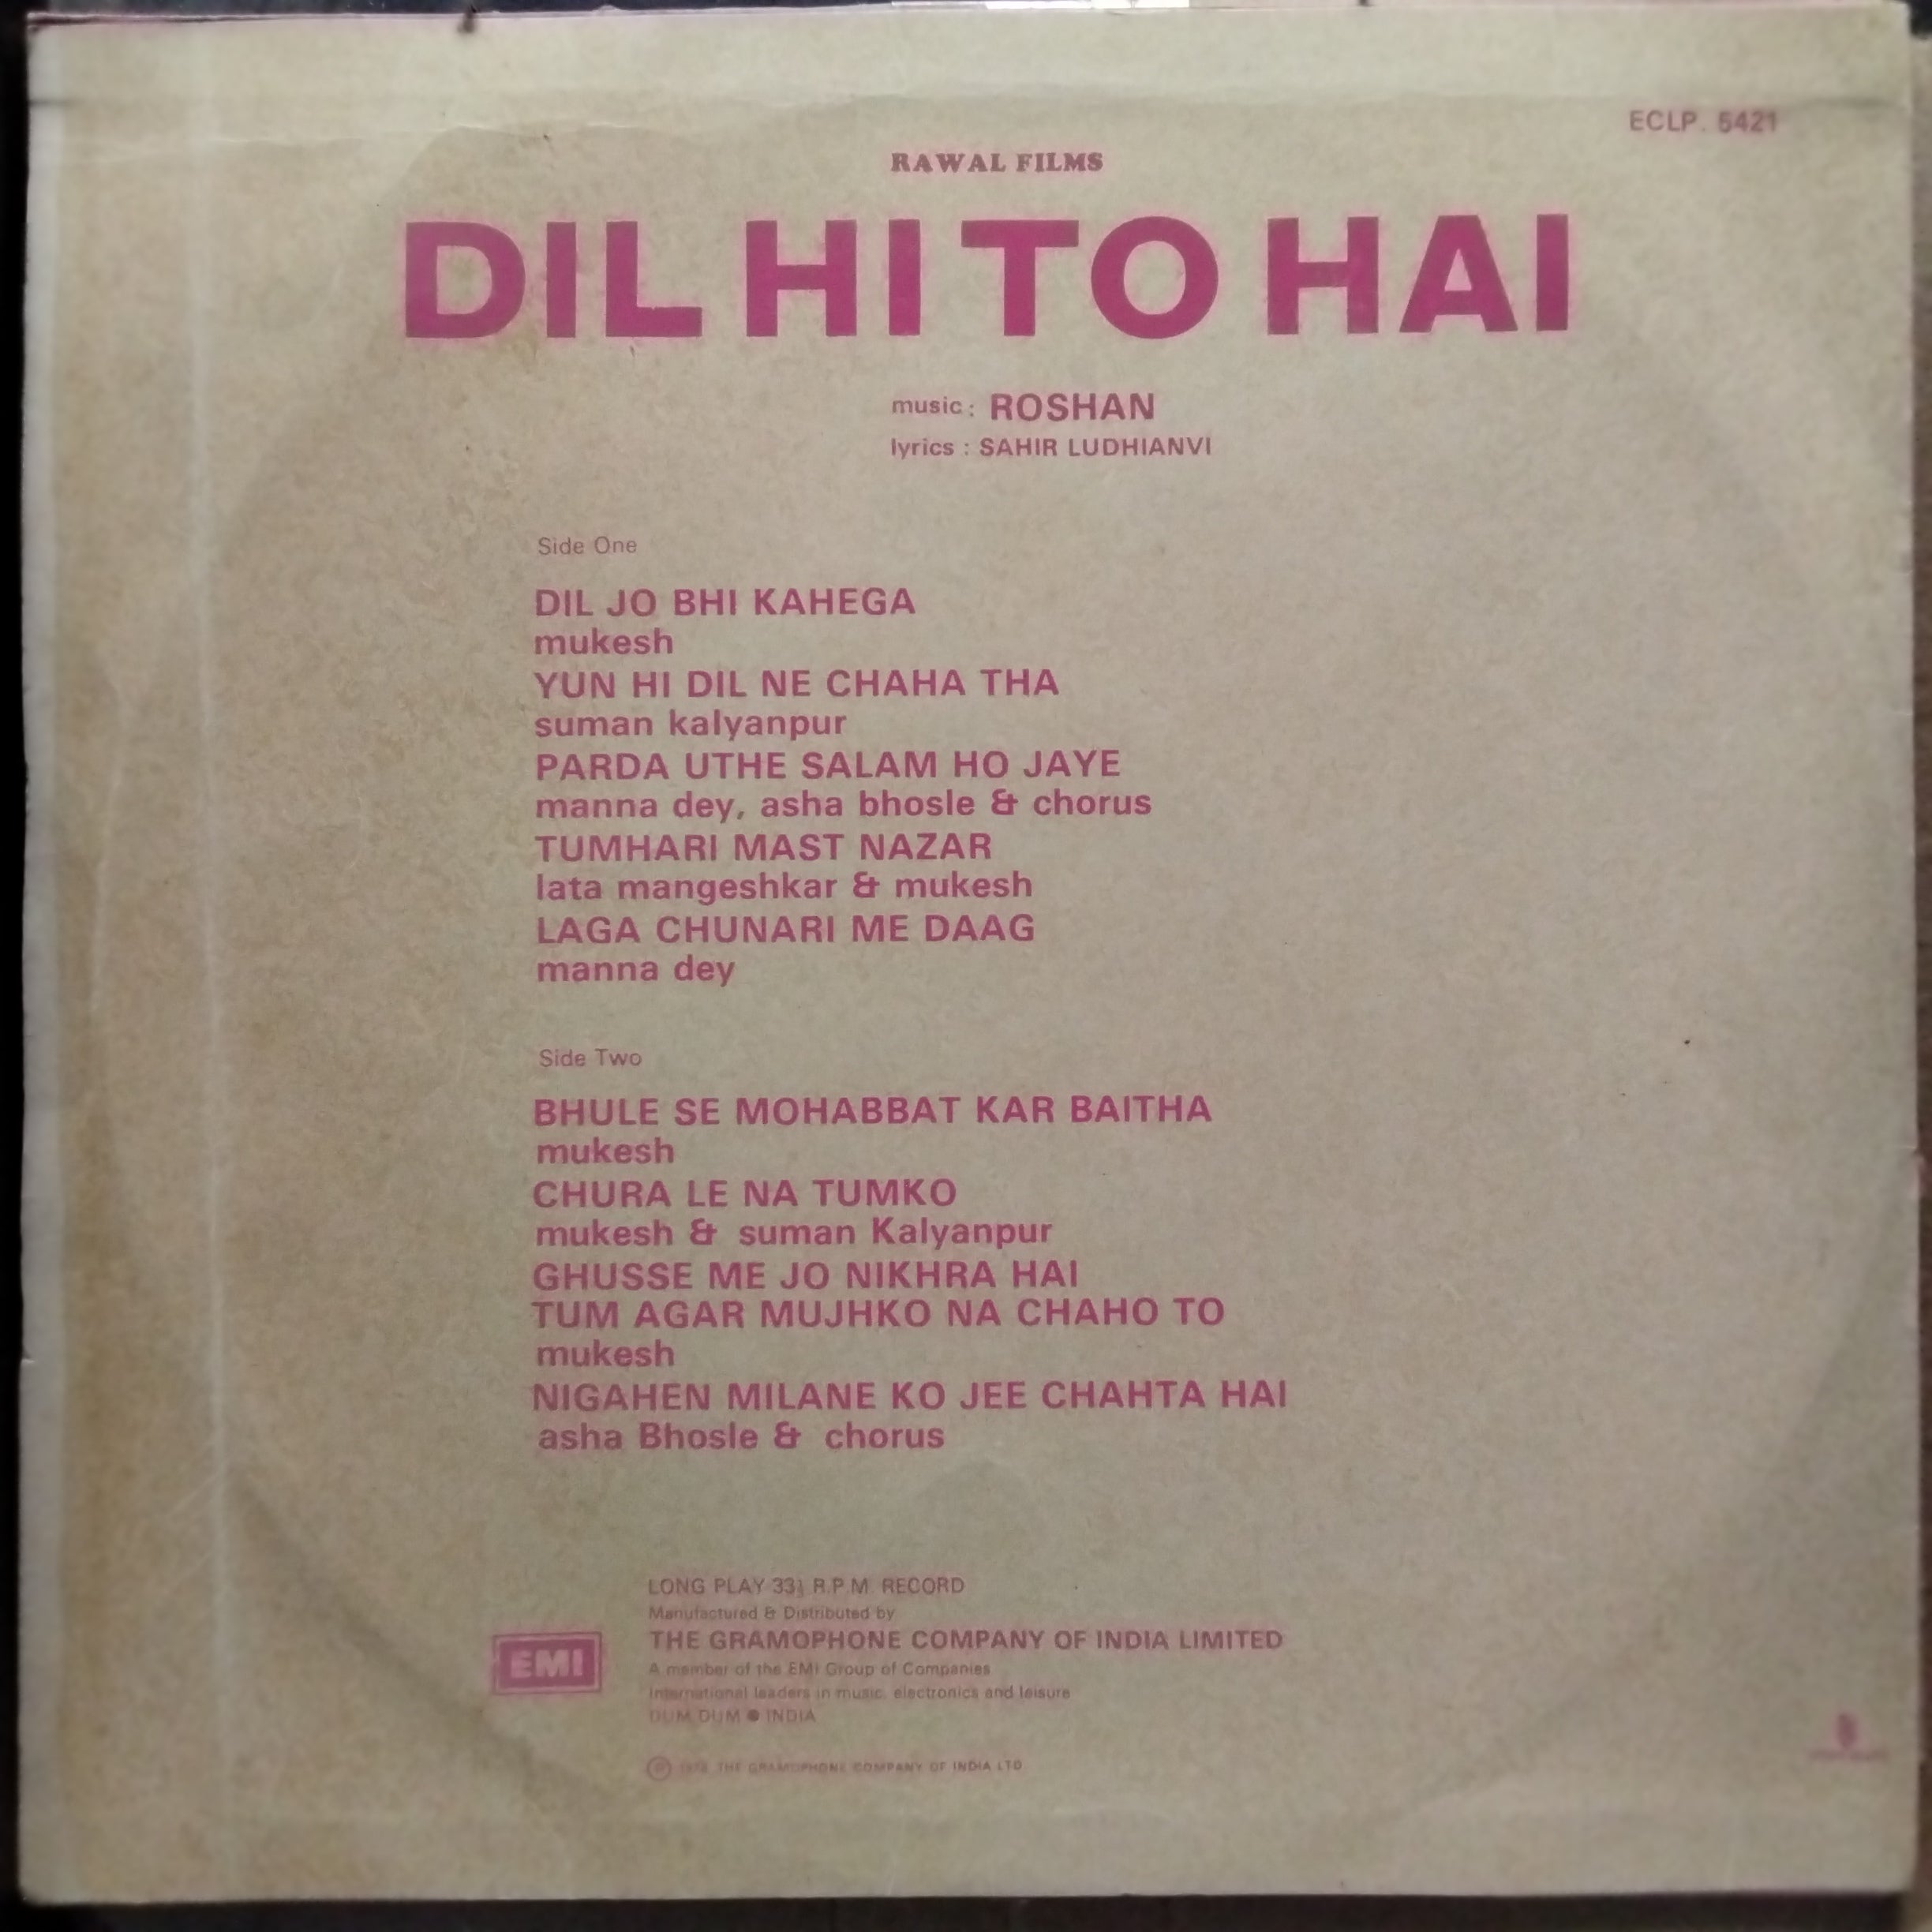 ECLP. 5421
RAWAL FILMS
DIL HI TO HAI
music : ROSHAN
lyrics : SAHIR LUDHIANVI
Side One
DIL JO BHI KAHEGA
mukesh
YUN HI DIL NE CHAHA THA
suman kalyanpur
PARDA UTHE SALAM HO JAYE
manna dey, asha bhosle & chorus
TUMHARI MAST NAZAR
lata mangeshkar & mukesh
LAGA CHUNARI ME DAAG
manna dey
Side Two
BHULE SE MOHABBAT KAR BAITHA
mukesh
CHURA LE NA TUMKO
mukesh & suman Kalyanpur
GHUSSE ME JO NIKHRA HAI
TUM AGAR MUJHKO NA CHAHO TO
mukesh
NIGAHEN MILANE KO JEE CHAHTA HAI
asha Bhosle & chorus
LONG PLAY 33⅓ R.P.M. RECORD
Manufactured & Distributed by
THE GRAMOPHONE COMPANY OF INDIA LIMITED
EMI
A member of the EMI Group of Companies
International leaders in music, electronics and leisure
DUM DUM ● INDIA
THE GRAMOPHONE COMPANY OF INDIA LTD